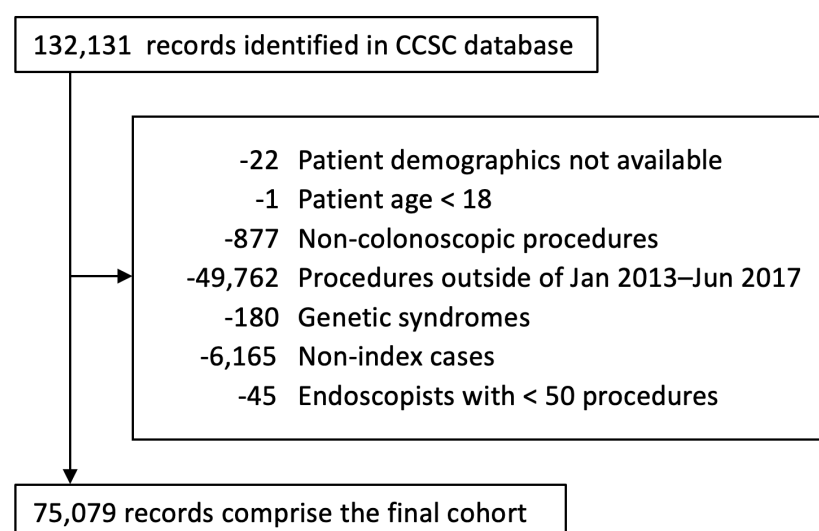 132,131 records identified in CCSC database
-22 Patient demographics not available
-1 Patient age < 18
-877 Non-colonoscopic procedures
-49,762 Procedures outside of Jan 2013–Jun 2017
-180 Genetic syndromes
-6,165 Non-index cases
-45 Endoscopists with < 50 procedures
75,079 records comprise the final cohort